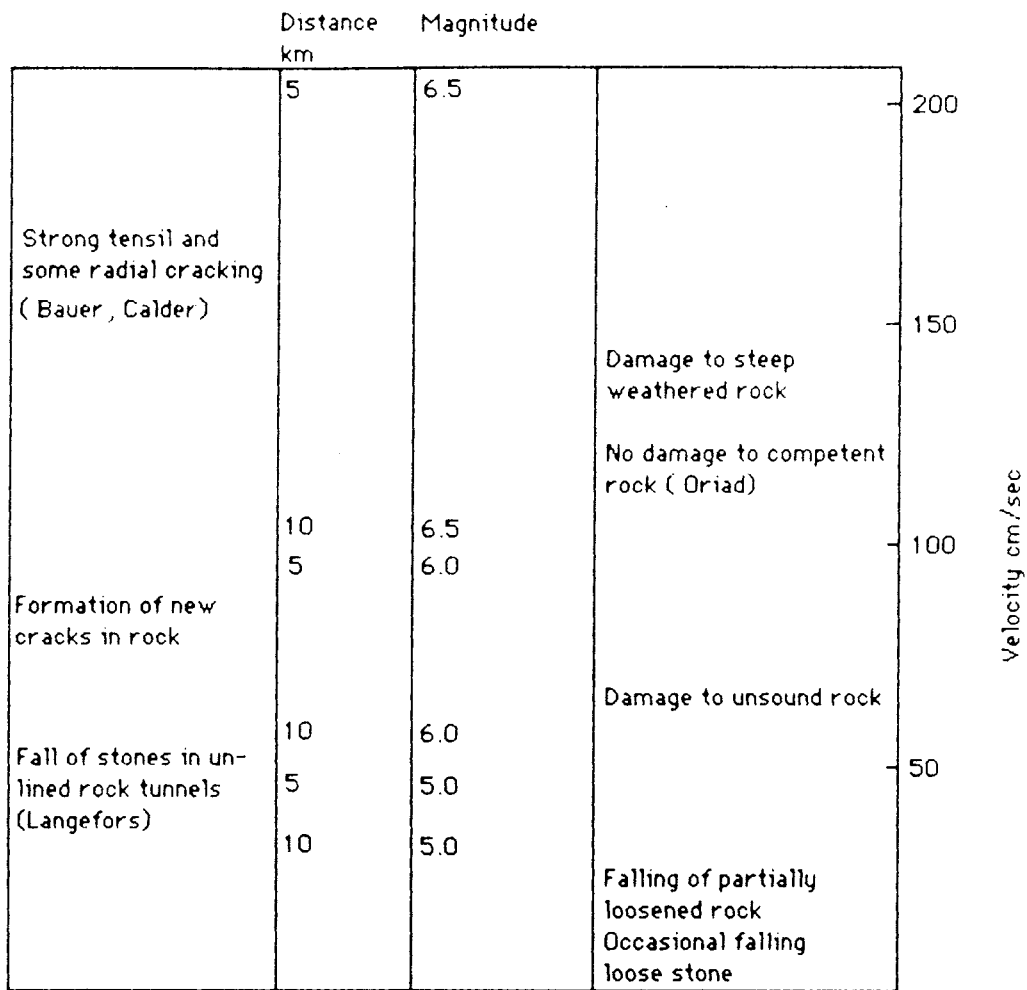 Distance Magnitude
km
5 6.5
200
Strong tensil and
some radial cracking
( Bauer, Calder)
150
Damage to steep
weathered rock
No damage to competent
rock ( Oriad)
10 6.5
100
5 6.0
Formation of new
cracks in rock
Velocity cm/sec
Damage to unsound rock
10 6.0
Fall of stones in un-
lined rock tunnels
(Langefors)
5 5.0
50
10 5.0
Falling of partially
loosened rock
Occasional falling
loose stone